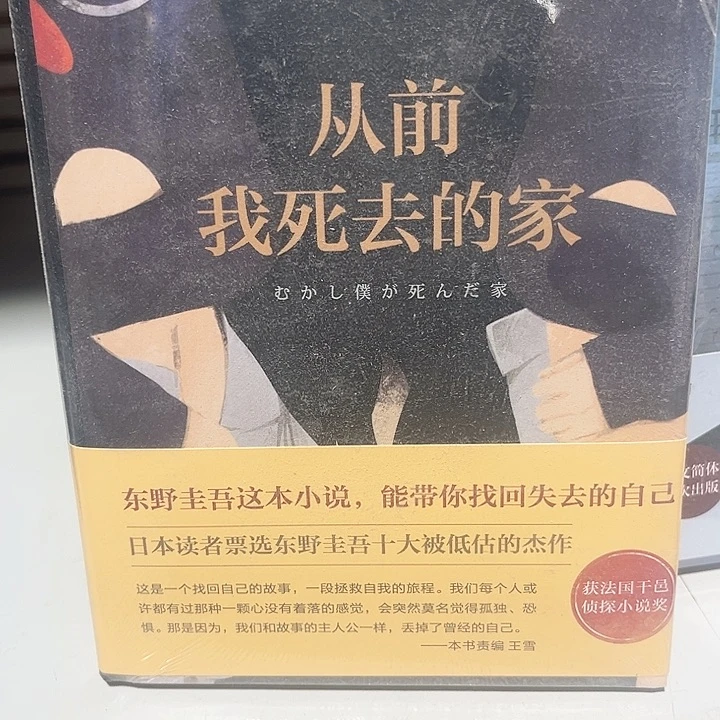 从前
我死去的家
むかし僕が死んだ家
东野圭吾这本小说，能带你找回失去的自己
日本读者票选东野圭吾十大被低估的杰作
这是一个找回自己的故事，一段拯救自我的旅程。我们每个人或
许都有过那种一颗心没有着落的感觉，会突然莫名觉得孤独、恐
惧。那是因为，我们和故事的主人公一样，丢掉了曾经的自己。
——本书责编 王雪
获法国干邑
侦探小说奖
文简体
次出版